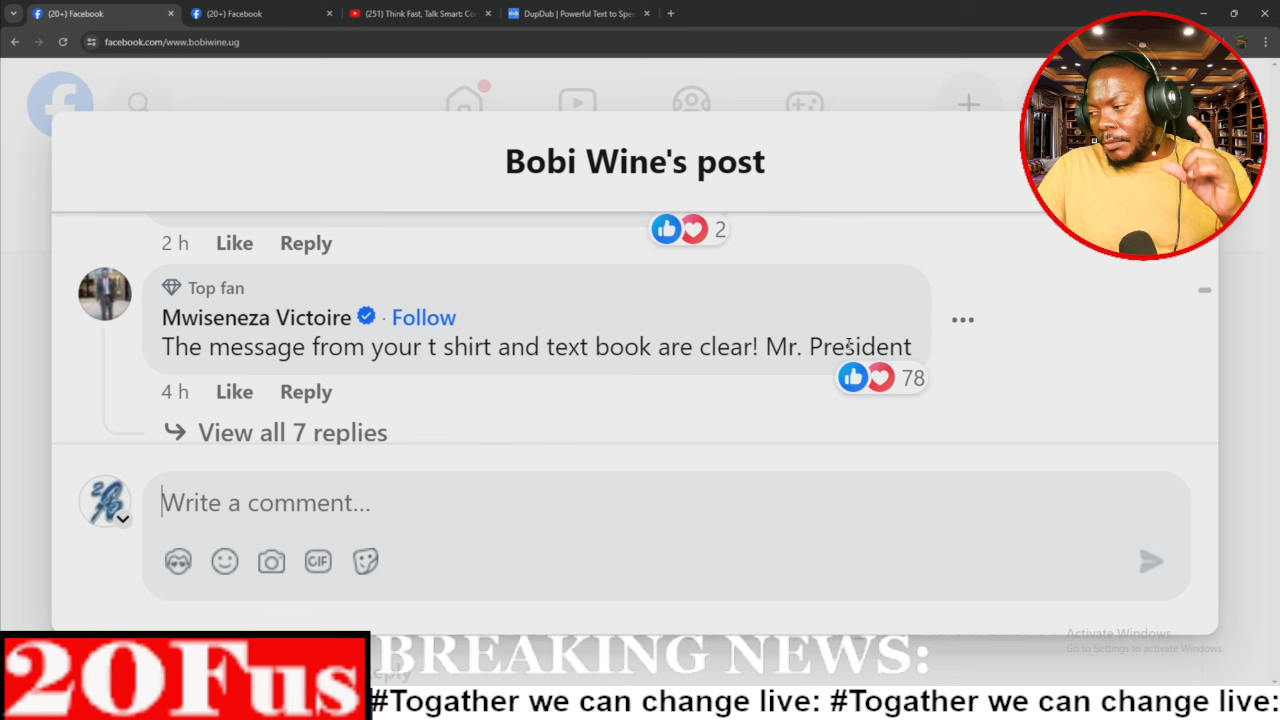 (20+) Facebook
(20+) Facebook
(251) Think Fast, Talk Smart: Co
DupDub | Powerful Text to Spe
facebook.com/www.bobiwine.ug
Bobi Wine's post
2 h Like Reply
2
Top fan
Mwiseneza Victoire · Follow
The message from your t shirt and text book are clear! Mr. President
78
4 h Like Reply
View all 7 replies
Write a comment...
GIF
Activate Windows
Go to Settings to activate Windows.
2OFus
BREAKING NEWS:
#Togather we can change live: #Togather we can change live: